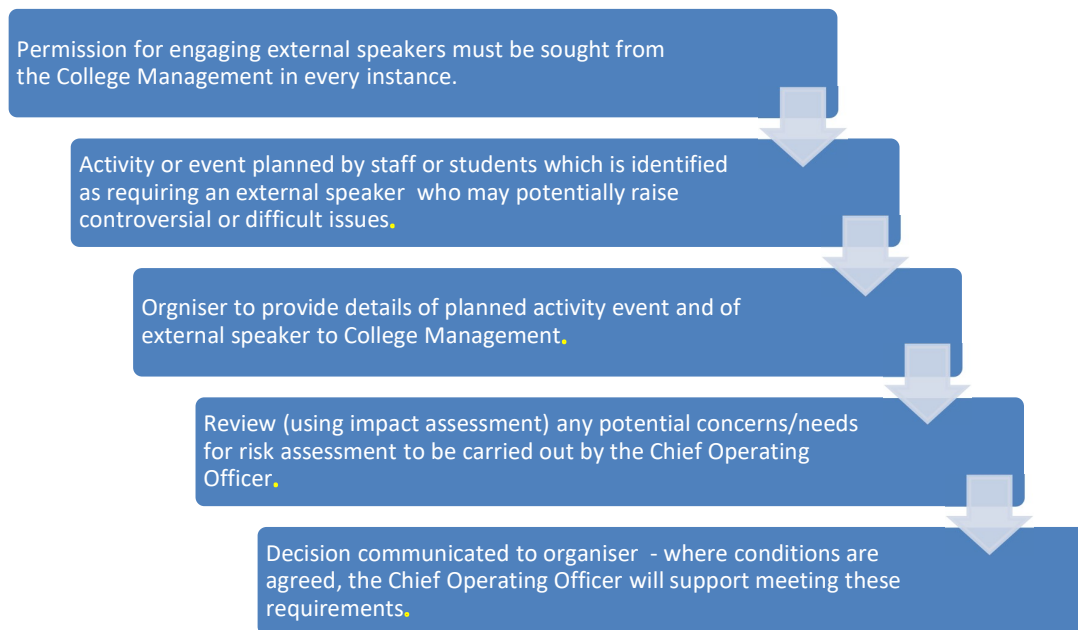 Permission for engaging external speakers must be sought from
the College Management in every instance.
Activity or event planned by staff or students which is identified
as requiring an external speaker  who may potentially raise
controversial or difficult issues.
Orgniser to provide details of planned activity event and of
external speaker to College Management.
Review (using impact assessment) any potential concerns/needs
for risk assessment to be carried out by the Chief Operating
Officer.
Decision communicated to organiser  - where conditions are
agreed, the Chief Operating Officer will support meeting these
requirements.